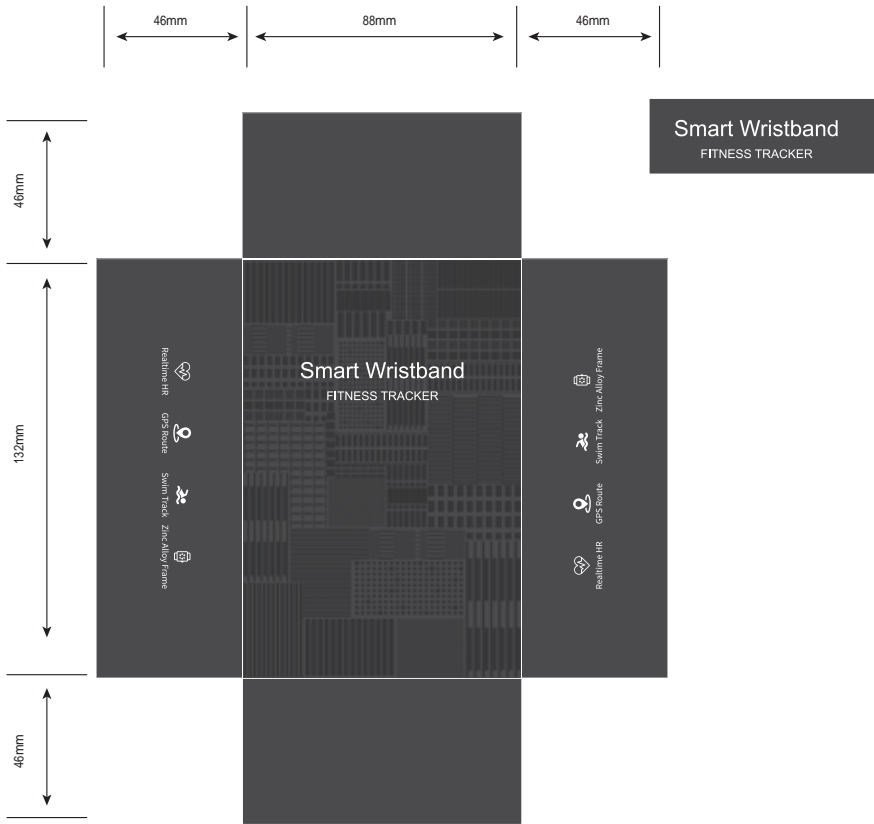 46mm
88mm
46mm
46mm
Smart Wristband
FITNESS TRACKER
132mm
Smart Wristband
FITNESS TRACKER
Realtime HR
GPS Route
Swim Track
Zinc Alloy Frame
Zinc Alloy Frame
Swim Track
GPS Route
Realtime HR
46mm